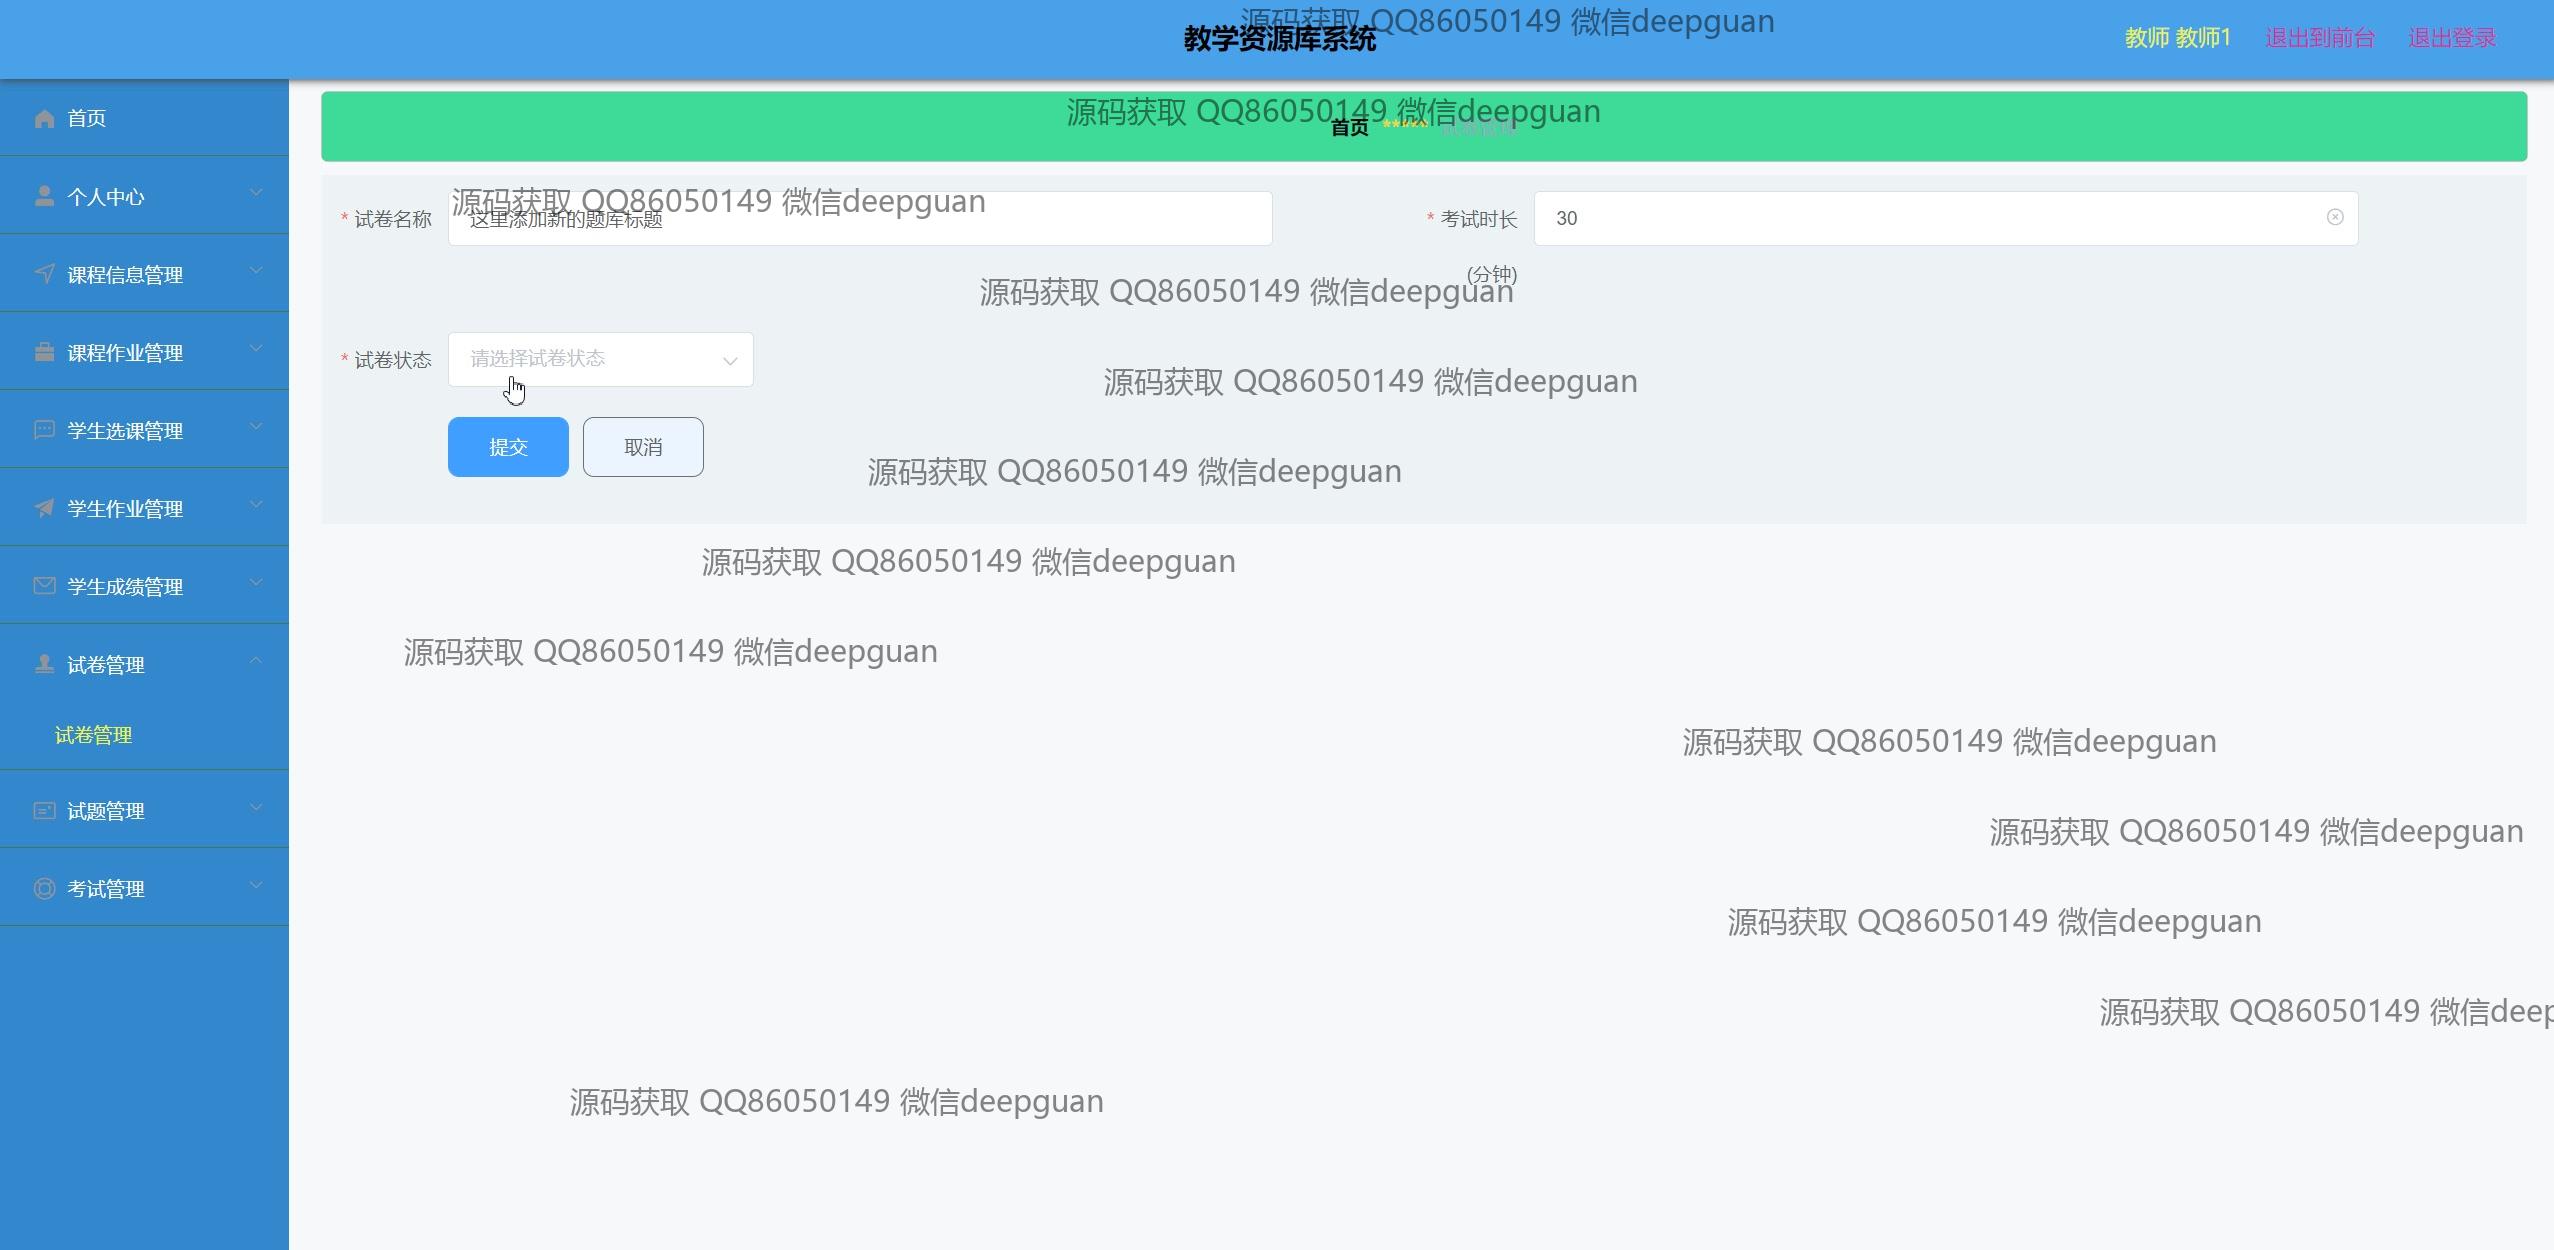 源码获取 QQ86050149 微信deepguan
教学资源库系统
教师 教师1 退出到前台 退出登录
首页
源码获取 QQ86050149 微信deepguan
首页 ***** 试卷管理
个人中心
源码获取 QQ86050149 微信deepguan
* 试卷名称 这里添加新的题库标题 * 考试时长 30
(分钟)
课程信息管理
源码获取 QQ86050149 微信deepguan
课程作业管理
* 试卷状态 请选择试卷状态
源码获取 QQ86050149 微信deepguan
学生选课管理
提交 取消
源码获取 QQ86050149 微信deepguan
学生作业管理
源码获取 QQ86050149 微信deepguan
学生成绩管理
源码获取 QQ86050149 微信deepguan
试卷管理
试卷管理
源码获取 QQ86050149 微信deepguan
试题管理
源码获取 QQ86050149 微信deepguan
考试管理
源码获取 QQ86050149 微信deepguan
源码获取 QQ86050149 微信deep
源码获取 QQ86050149 微信deepguan